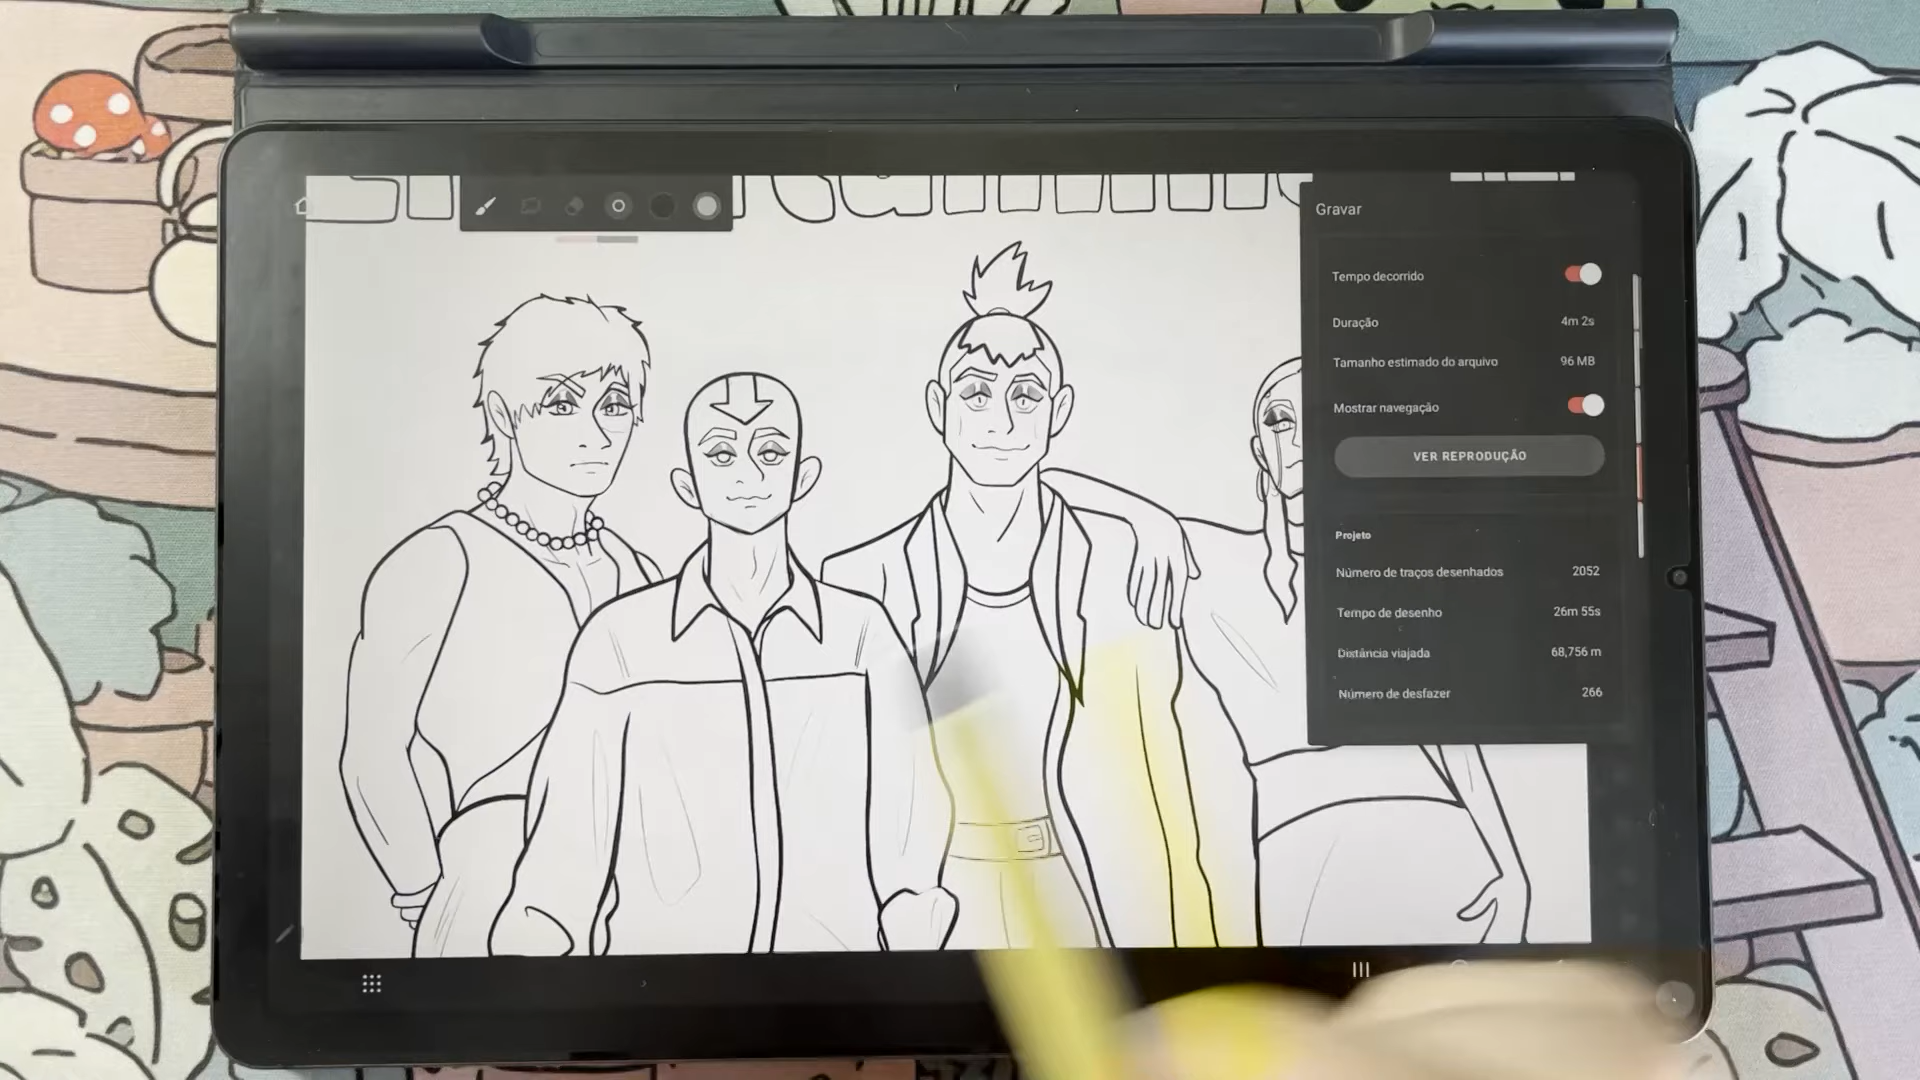 Gravar
Tempo decorrido
Duração 4m 2s
Tamanho estimado do arquivo 96 MB
Mostrar navegação
VER REPRODUÇÃO
Projeto
Número de traços desenhados 2052
Tempo de desenho 26m 55s
Distância viajada 68,756 m
Número de desfazer 266